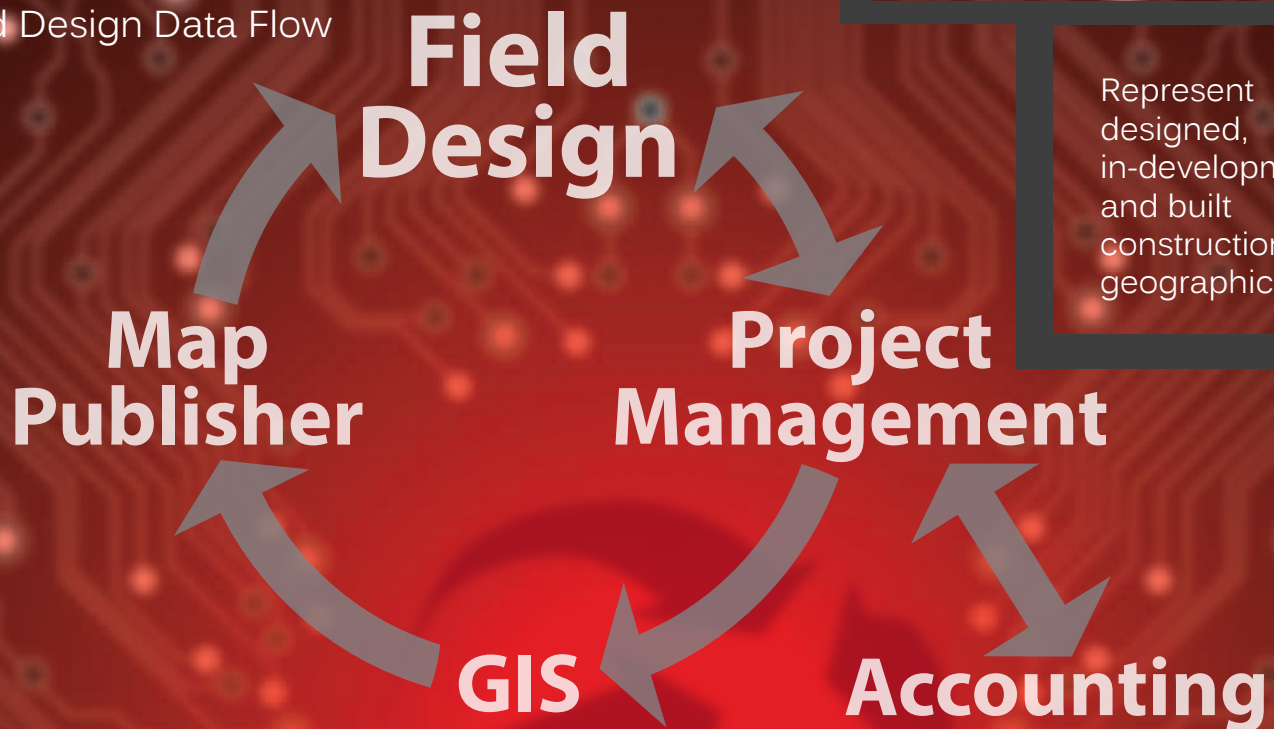 Design Data Flow
Field
Design
Represent
designed,
and built
Map
Publisher
Project
Management
GIS
Accounting